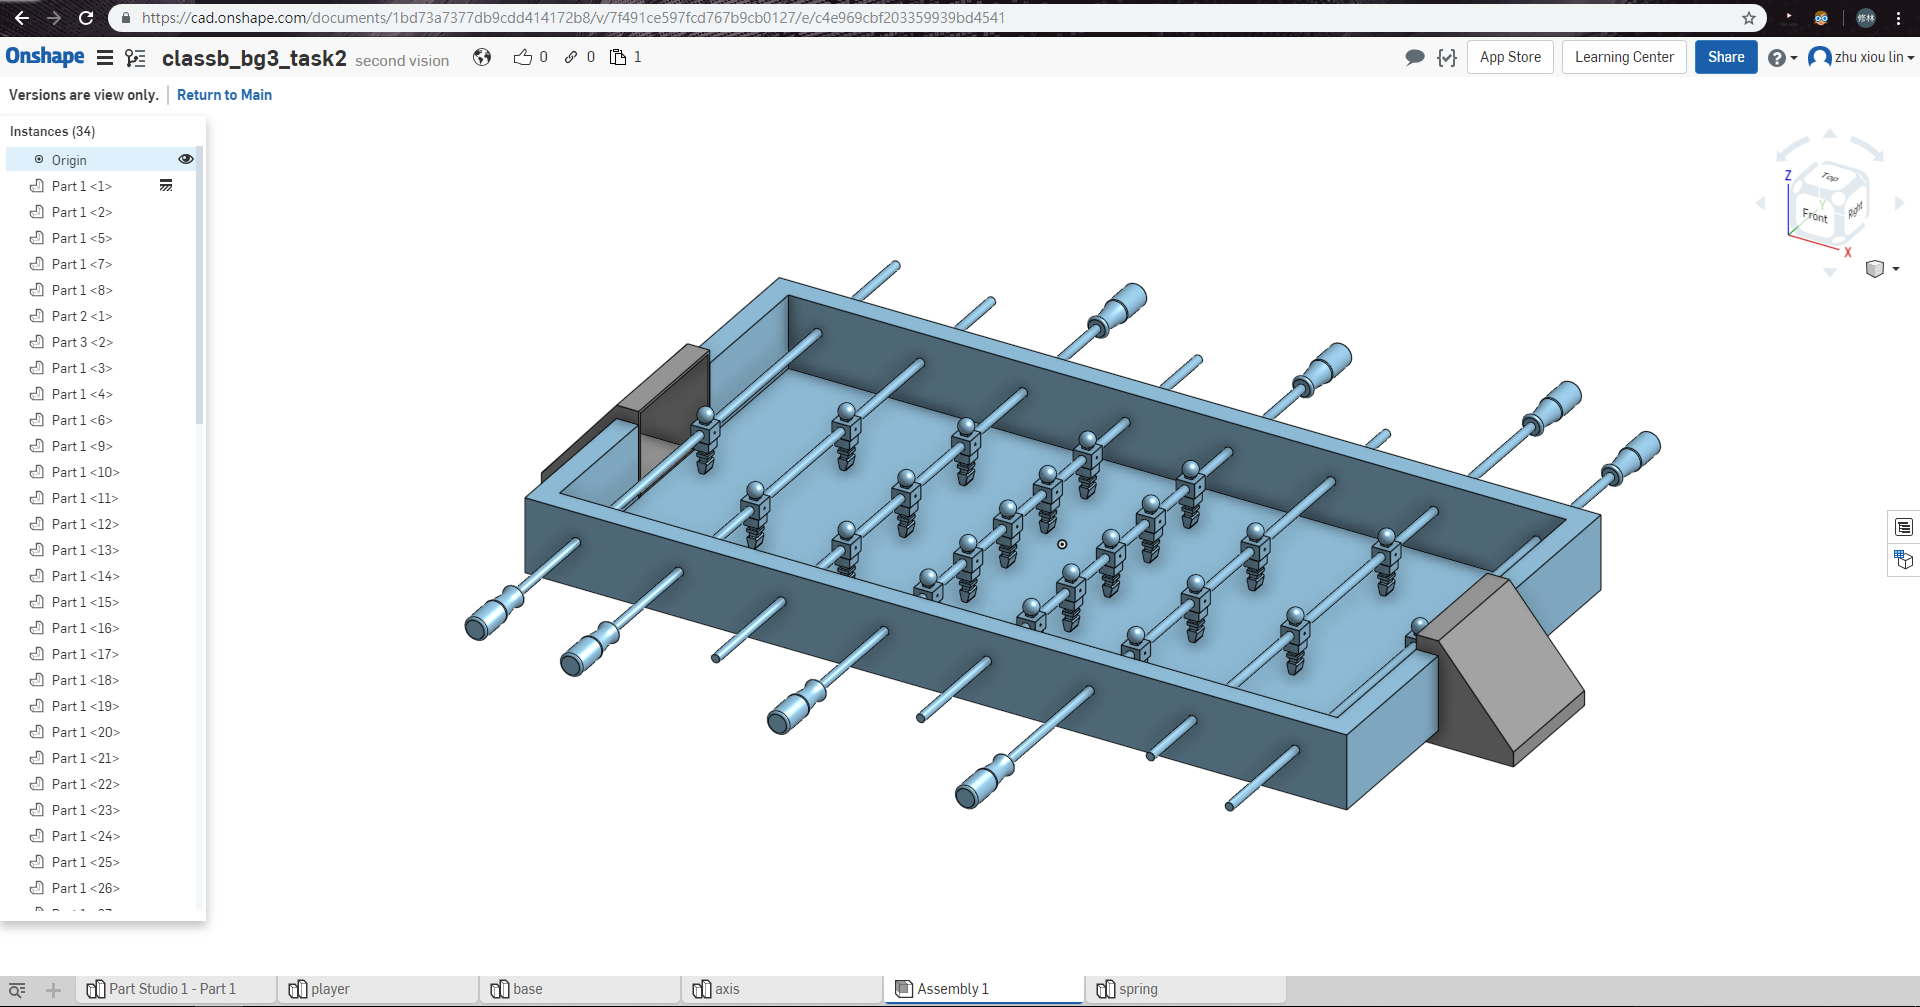 https://cad.onshape.com/documents/1bd73a7377db9cdd414172b8/v/7f491ce597fcd767b9cb0127/e/c4e969cbf203359939bd4541
修林
Onshape classb_bg3_task2 second vision 0 0 1 App Store Learning Center Share zhu xiou lin
Versions are view only. Return to Main
Instances (34)
Origin
Part 1 <1>
Part 1 <2>
Part 1 <5>
Part 1 <7>
Part 1 <8>
Part 2 <1>
Part 3 <2>
Part 1 <3>
Part 1 <4>
Part 1 <6>
Part 1 <9>
Part 1 <10>
Part 1 <11>
Part 1 <12>
Part 1 <13>
Part 1 <14>
Part 1 <15>
Part 1 <16>
Part 1 <17>
Part 1 <18>
Part 1 <19>
Part 1 <20>
Part 1 <21>
Part 1 <22>
Part 1 <23>
Part 1 <24>
Part 1 <25>
Part 1 <26>
Top
Z
Y
Front
Right
X
Part Studio 1 - Part 1 player base axis Assembly 1 spring